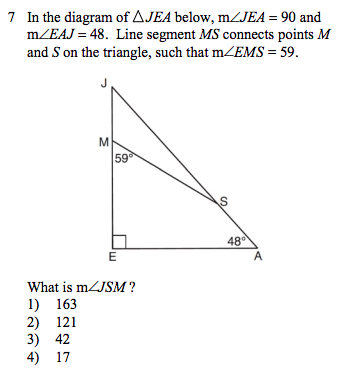 7 In the diagram of △JEA below, m∠JEA = 90 and
m∠EAJ = 48. Line segment MS connects points M
and S on the triangle, such that m∠EMS = 59.
J
M
59°
S
48°
E
A
What is m∠JSM?
1) 163
2) 121
3) 42
4) 17